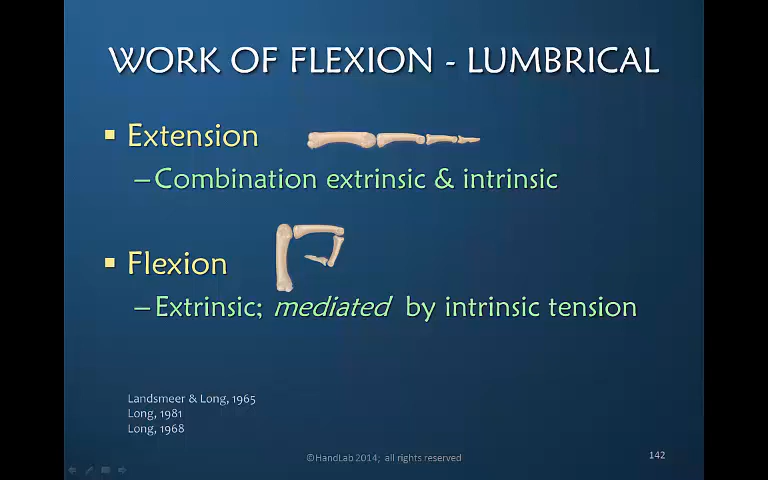 WORK OF FLEXION - LUMBRICAL
▪ Extension
–Combination extrinsic & intrinsic
▪ Flexion
–Extrinsic; mediated by intrinsic tension
Landsmeer & Long, 1965
Long, 1981
Long, 1968
©HandLab 2014; all rights reserved
142